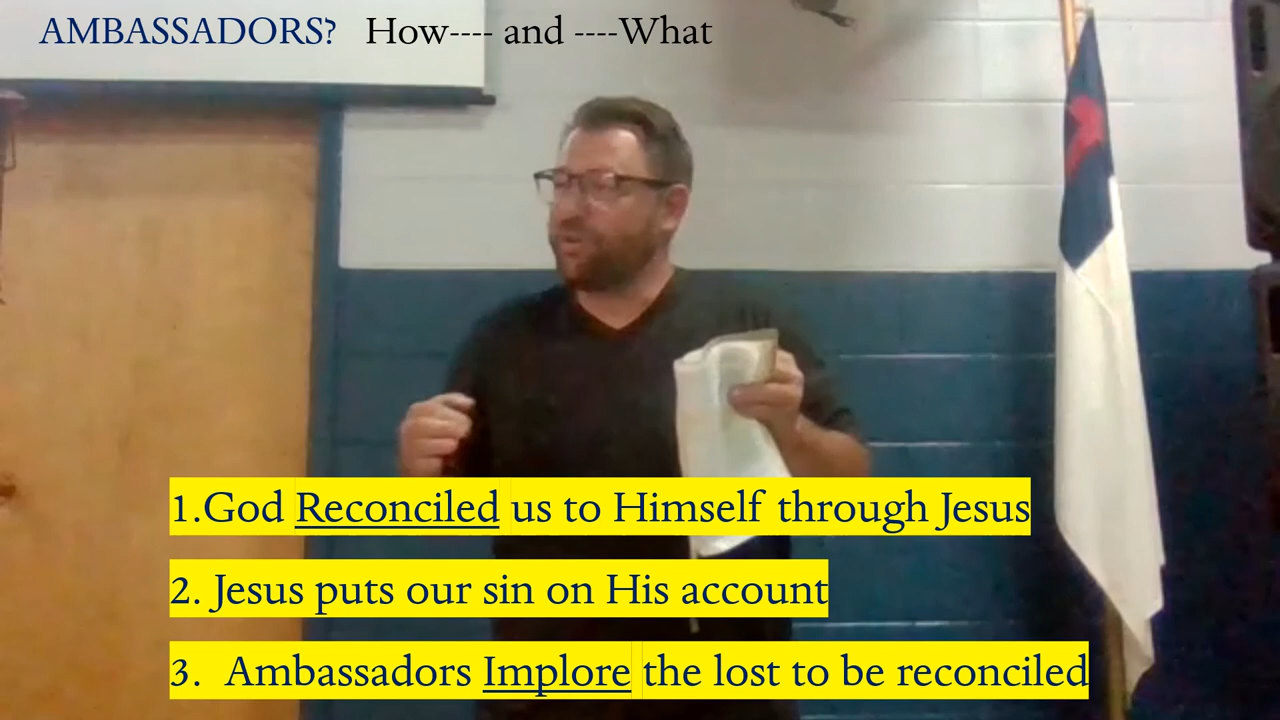 AMBASSADORS? How---- and ----What
1.God Reconciled us to Himself through Jesus
2. Jesus puts our sin on His account
3. Ambassadors Implore the lost to be reconciled